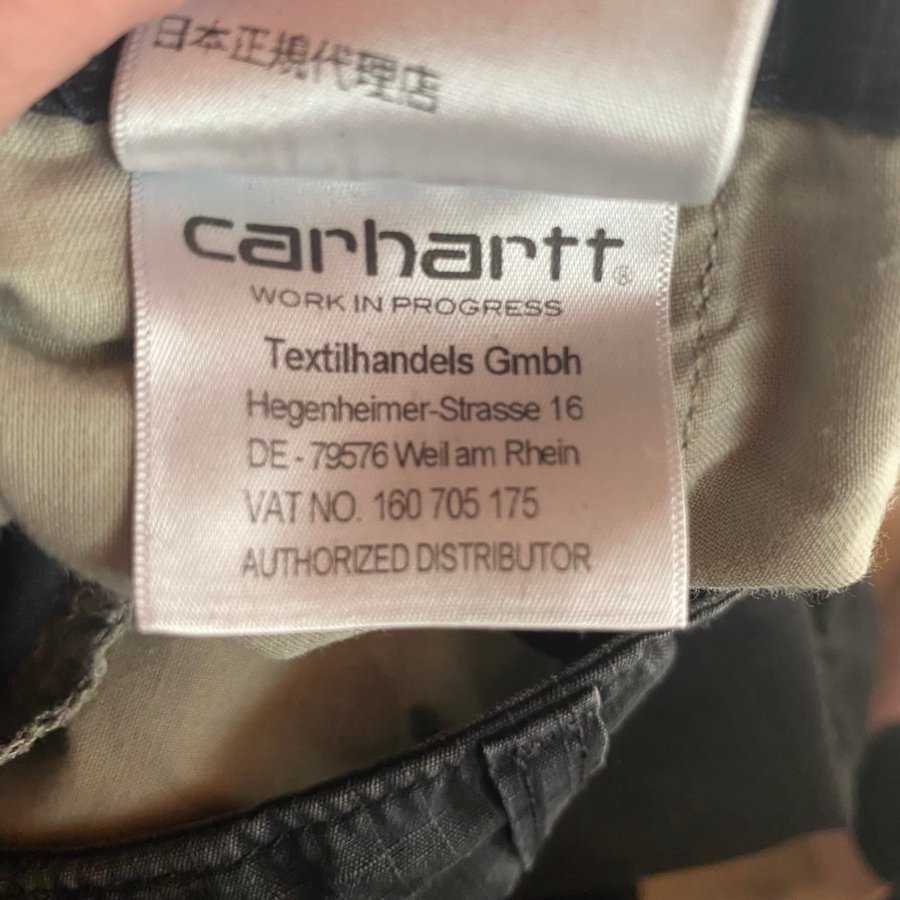 日本正規代理店
carhartt®
WORK IN PROGRESS
Textilhandels Gmbh
Hegenheimer-Strasse 16
DE - 79576 Weil am Rhein
VAT NO. 160 705 175
AUTHORIZED DISTRIBUTOR